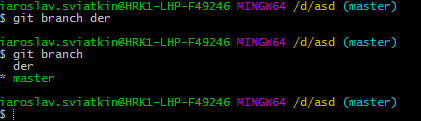 iaroslav.sviatkin@HRK1-LHP-F49246 MINGW64 /d/asd (master)
$ git branch der
iaroslav.sviatkin@HRK1-LHP-F49246 MINGW64 /d/asd (master)
$ git branch
  der
* master
iaroslav.sviatkin@HRK1-LHP-F49246 MINGW64 /d/asd (master)
$